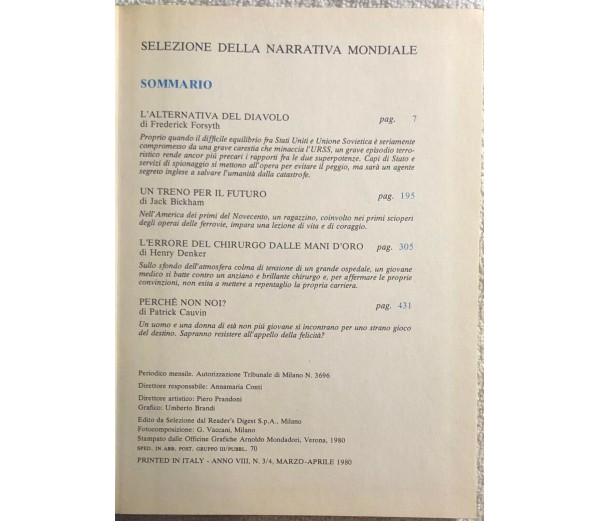 SELEZIONE DELLA NARRATIVA MONDIALE
SOMMARIO
L'ALTERNATIVA DEL DIAVOLO pag. 7
di Frederick Forsyth
Proprio quando il difficile equilibrio fra Stati Uniti e Unione Sovietica è seriamente
compromesso da una grave carestia che minaccia l'URSS, un grave episodio terro-
ristico rende ancor più precari i rapporti fra le due superpotenze. Capi di Stato e
servizi di spionaggio si mettono all'opera per evitare il peggio, ma sarà un agente
segreto inglese a salvare l'umanità dalla catastrofe.
UN TRENO PER IL FUTURO pag. 195
di Jack Bickham
Nell'America dei primi del Novecento, un ragazzino, coinvolto nei primi scioperi
degli operai delle ferrovie, impara una lezione di vita e di coraggio.
L'ERRORE DEL CHIRURGO DALLE MANI D'ORO pag. 305
di Henry Denker
Sullo sfondo dell'atmosfera colma di tensione di un grande ospedale, un giovane
medico si batte contro un anziano e brillante chirurgo e, per affermare le proprie
convinzioni, non esita a mettere a repentaglio la propria carriera.
PERCHÉ NON NOI? pag. 431
di Patrick Cauvin
Un uomo e una donna di età non più giovane si incontrano per uno strano gioco
del destino. Sapranno resistere all'appello della felicità?
Periodico mensile. Autorizzazione Tribunale di Milano N. 3696
Direttore responsabile: Annamaria Conti
Direttore artistico: Piero Prandoni
Grafico: Umberto Brandi
Edito da Selezione dal Reader's Digest S.p.A., Milano
Fotocomposizione: G. Vaccani, Milano
Stampato dalle Officine Grafiche Arnoldo Mondadori, Verona, 1980
SPED. IN ABB. POST. GRUPPO III/PUBBL. 70
PRINTED IN ITALY - ANNO VIII, N. 3/4, MARZO-APRILE 1980